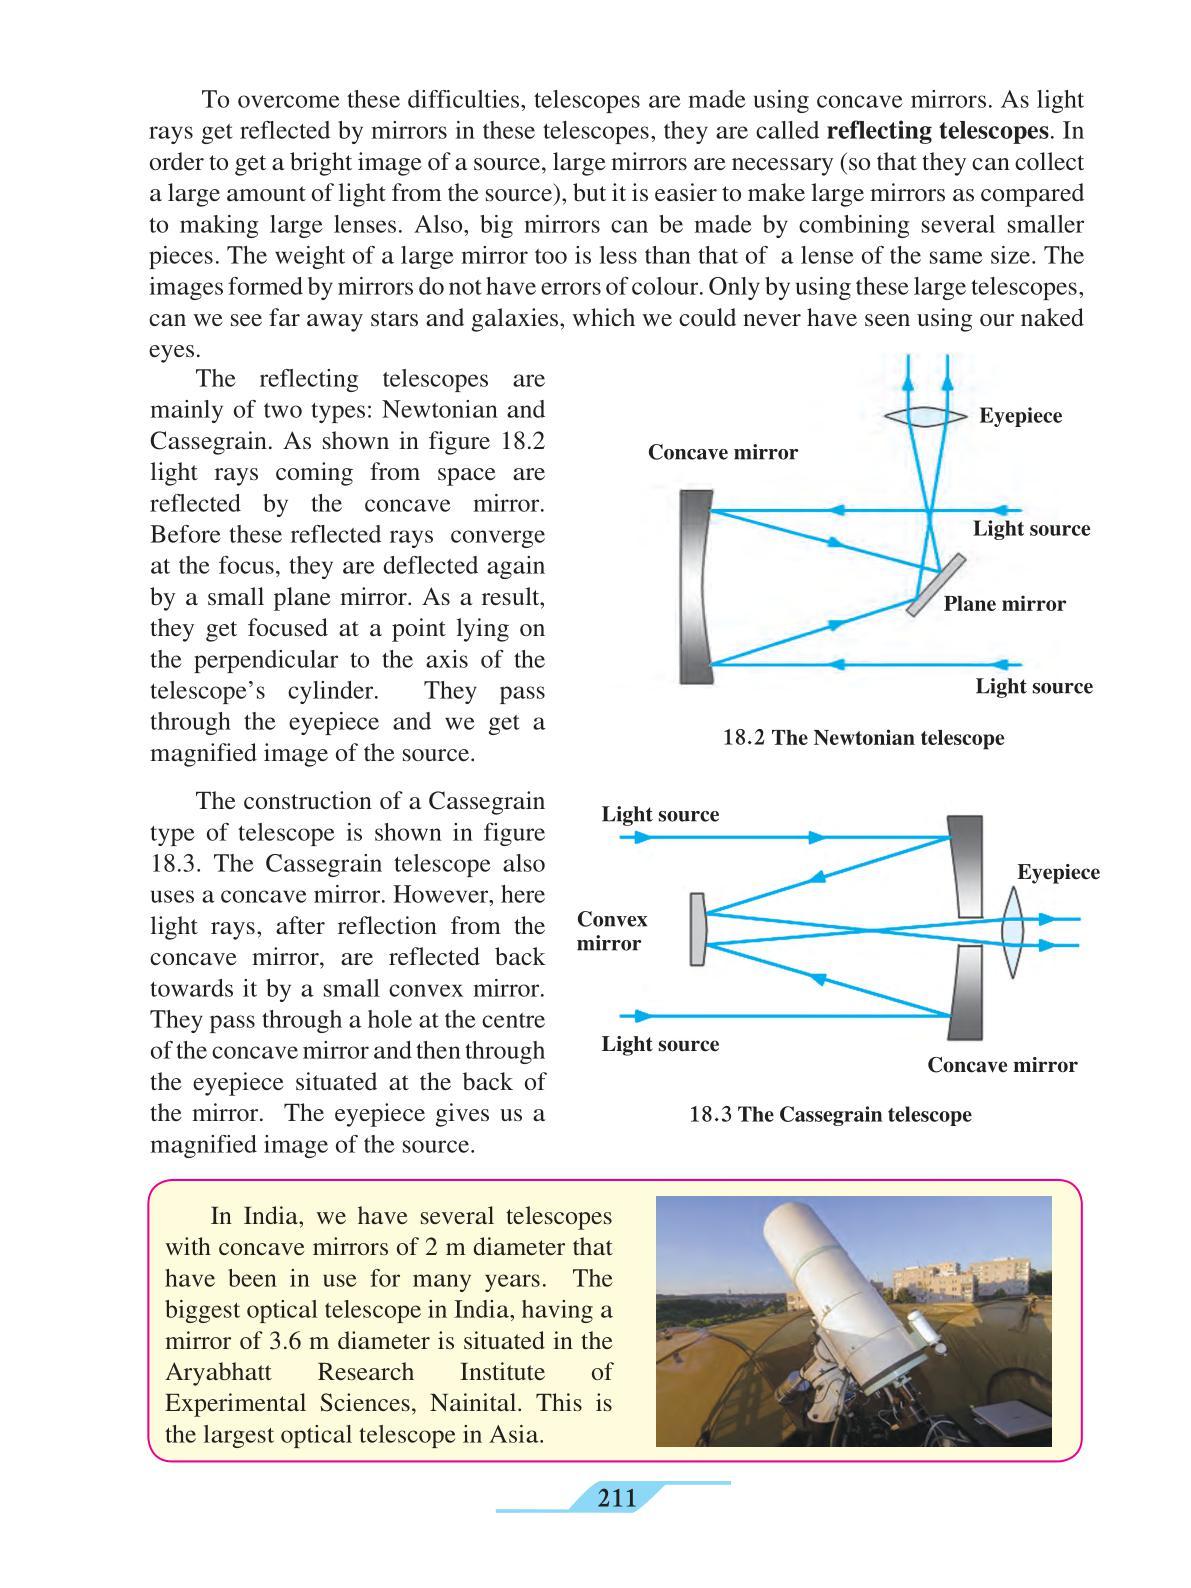 To overcome these difficulties, telescopes are made using concave mirrors. As light
rays get reflected by mirrors in these telescopes, they are called reflecting telescopes. In
order to get a bright image of a source, large mirrors are necessary (so that they can collect
a large amount of light from the source), but it is easier to make large mirrors as compared
to making large lenses. Also, big mirrors can be made by combining several smaller
pieces. The weight of a large mirror too is less than that of a lense of the same size. The
images formed by mirrors do not have errors of colour. Only by using these large telescopes,
can we see far away stars and galaxies, which we could never have seen using our naked
eyes.
The reflecting telescopes are
mainly of two types: Newtonian and
Cassegrain. As shown in figure 18.2
light rays coming from space are
reflected by the concave mirror.
Before these reflected rays converge
at the focus, they are deflected again
by a small plane mirror. As a result,
they get focused at a point lying on
the perpendicular to the axis of the
telescope's cylinder. They pass
through the eyepiece and we get a
magnified image of the source.
Eyepiece
Concave mirror
Light source
Plane mirror
Light source
18.2 The Newtonian telescope
The construction of a Cassegrain
type of telescope is shown in figure
18.3. The Cassegrain telescope also
uses a concave mirror. However, here
light rays, after reflection from the
concave mirror, are reflected back
towards it by a small convex mirror.
They pass through a hole at the centre
of the concave mirror and then through
the eyepiece situated at the back of
the mirror. The eyepiece gives us a
magnified image of the source.
Light source
Eyepiece
Convex
mirror
Light source
Concave mirror
18.3 The Cassegrain telescope
In India, we have several telescopes
with concave mirrors of 2 m diameter that
have been in use for many years. The
biggest optical telescope in India, having a
mirror of 3.6 m diameter is situated in the
Aryabhatt Research Institute of
Experimental Sciences, Nainital. This is
the largest optical telescope in Asia.
211